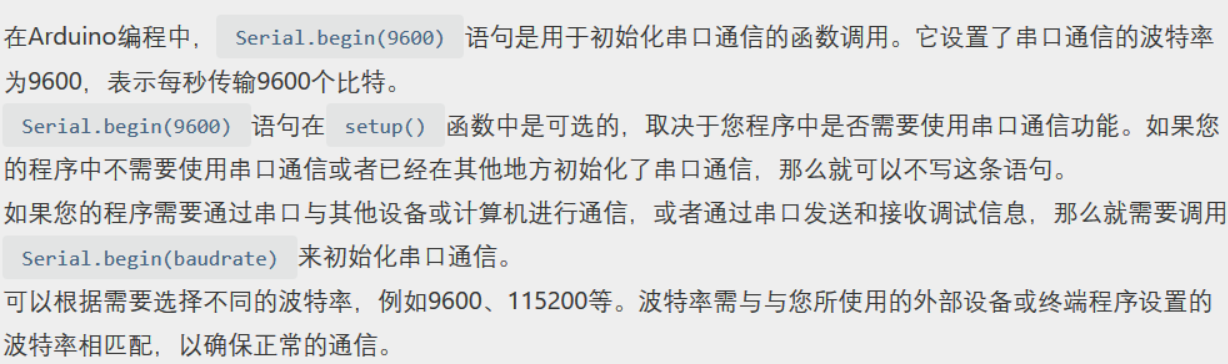 在Arduino编程中， Serial.begin(9600) 语句是用于初始化串口通信的函数调用。它设置了串口通信的波特率
为9600，表示每秒传输9600个比特。
Serial.begin(9600) 语句在 setup() 函数中是可选的，取决于您程序中是否需要使用串口通信功能。如果您
的程序中不需要使用串口通信或者已经在其他地方初始化了串口通信，那么就可以不写这条语句。
如果您的程序需要通过串口与其他设备或计算机进行通信，或者通过串口发送和接收调试信息，那么就需要调用
Serial.begin(baudrate) 来初始化串口通信。
可以根据需要选择不同的波特率，例如9600、115200等。波特率需与与您所使用的外部设备或终端程序设置的
波特率相匹配，以确保正常的通信。